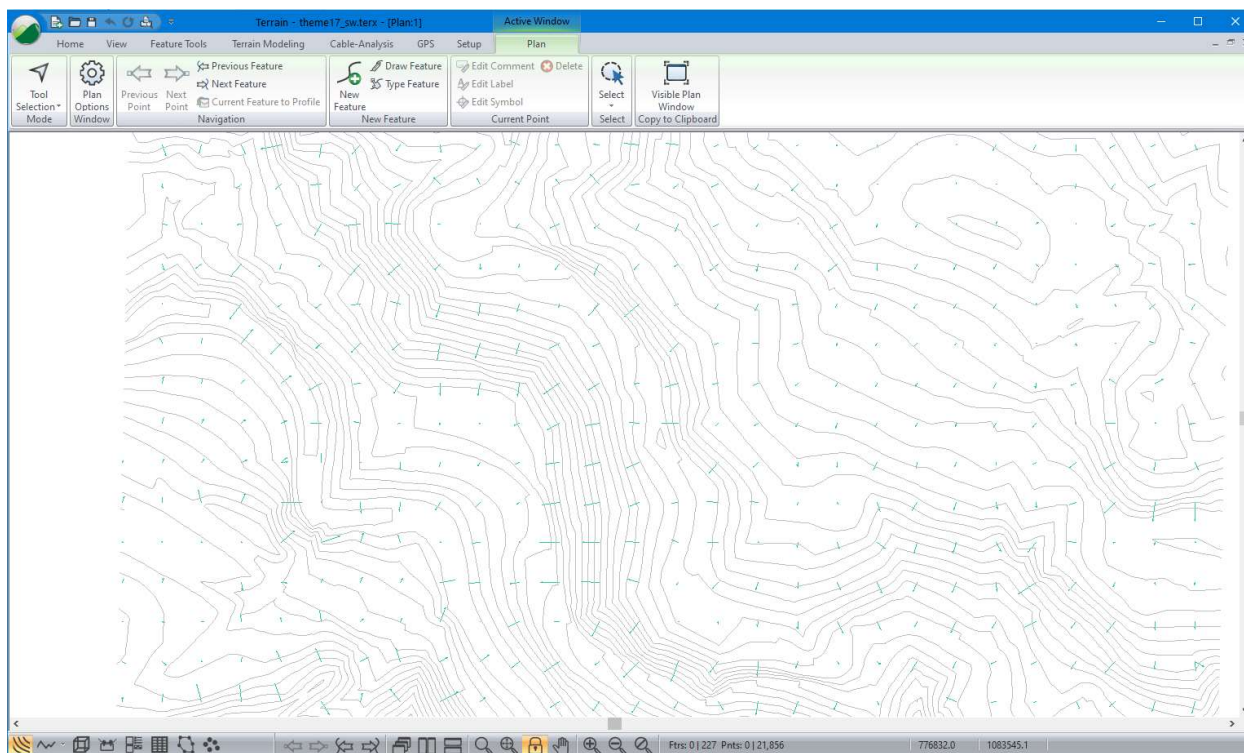 Terrain - theme17_sw.terx - [Plan:1] Active Window
Home View Feature Tools Terrain Modeling Cable-Analysis GPS Setup Plan
Previous Feature Draw Feature Edit Comment Delete
Next Feature Type Feature Edit Label
Tool Plan Previous Next Current Feature to Profile New Edit Symbol Select Visible Plan
Selection Options Point Point Feature Window
Mode Window Navigation New Feature Current Point Select Copy to Clipboard
Ftrs: 0 | 227 Pnts: 0 | 21,856 776832.0 1083545.1